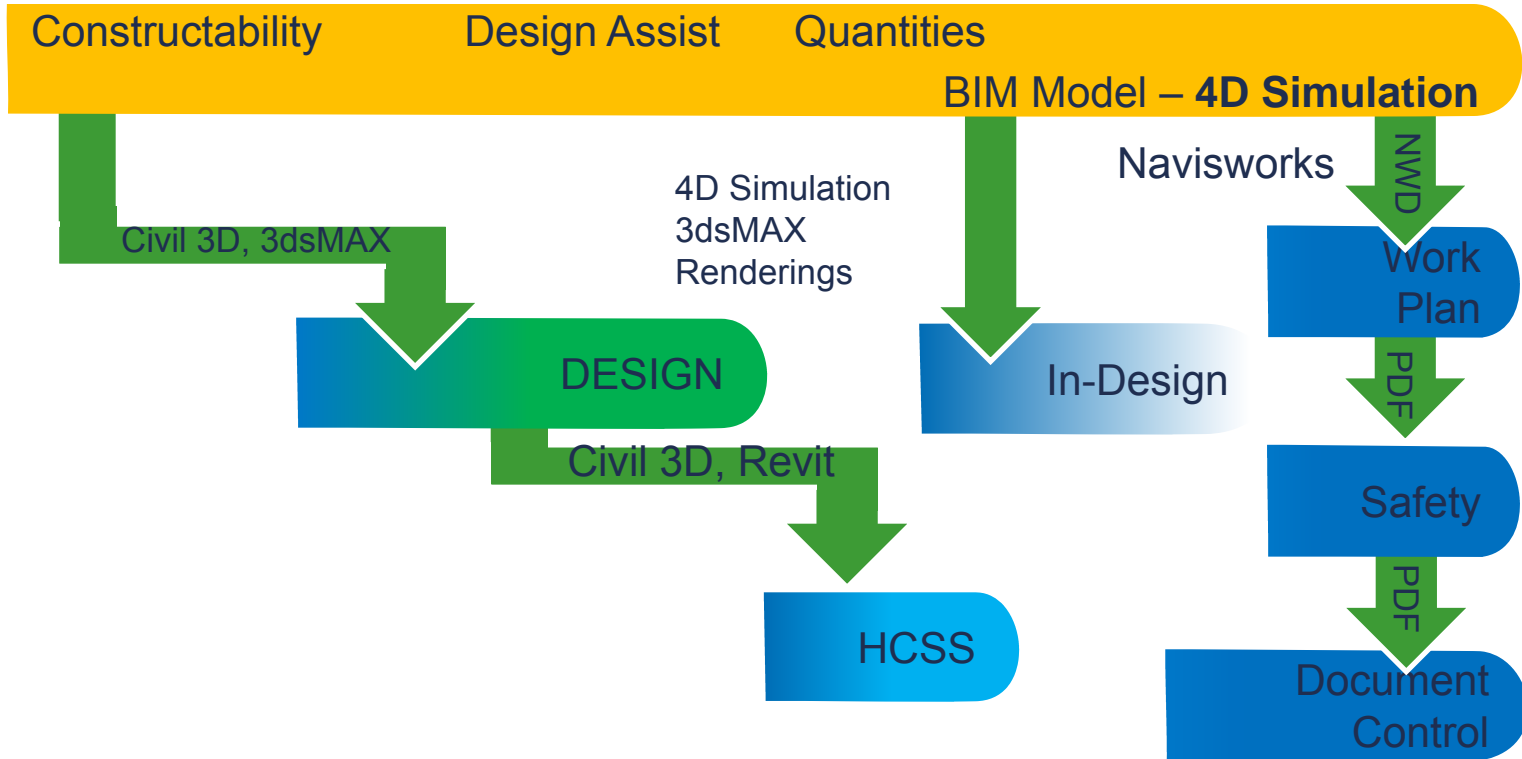 Constructability Design Assist Quantities
BIM Model – 4D Simulation
NWD
Navisworks
4D Simulation
3dsMAX
Renderings
Civil 3D, 3dsMAX
Work
Plan
DESIGN
In-Design
PDF
Civil 3D, Revit
Safety
PDF
HCSS
Document
Control